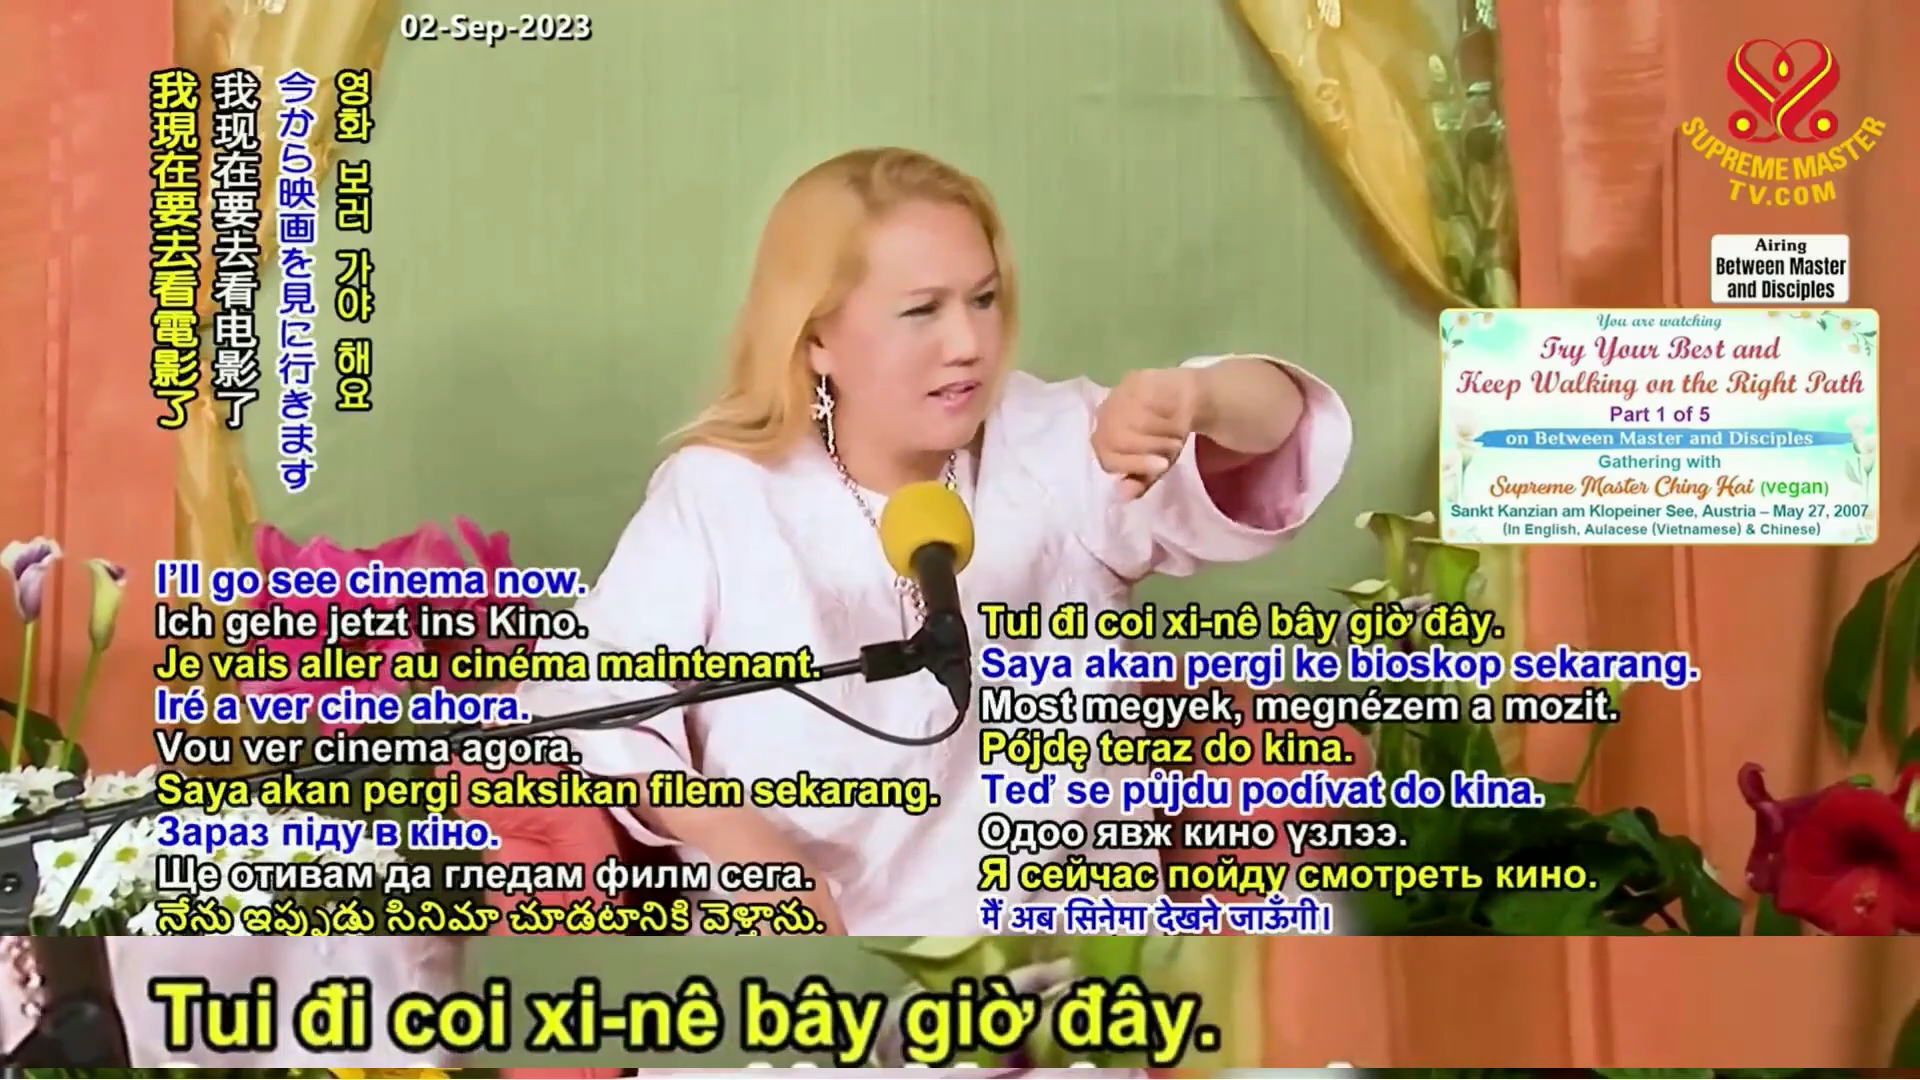 02-Sep-2023
我現在要去看電影了
我现在要去看电影了
今から映画を見に行きます
영화 보러 가야 해요
SUPREME MASTER
TV.COM
Airing
Between Master
and Disciples
You are watching
Try Your Best and
Keep Walking on the Right Path
Part 1 of 5
on Between Master and Disciples
Gathering with
Supreme Master Ching Hai (vegan)
Sankt Kanzian am Klopeiner See, Austria – May 27, 2007
(In English, Aulacese (Vietnamese) & Chinese)
I’ll go see cinema now.
Ich gehe jetzt ins Kino.
Je vais aller au cinéma maintenant.
Iré a ver cine ahora.
Vou ver cinema agora.
Saya akan pergi saksikan filem sekarang.
Зараз піду в кіно.
Ще отивам да гледам филм сега.
నేను ఇప్పుడు సినిమా చూడటానికి వెళ్తాను.
Tui đi coi xi-nê bây giờ đây.
Saya akan pergi ke bioskop sekarang.
Most megyek, megnézem a mozit.
Pójdę teraz do kina.
Teď se půjdu podívat do kina.
Одоо явж кино үзлээ.
Я сейчас пойду смотреть кино.
मैं अब सिनेमा देखने जाऊँगी।
Tui đi coi xi-nê bây giờ đây.